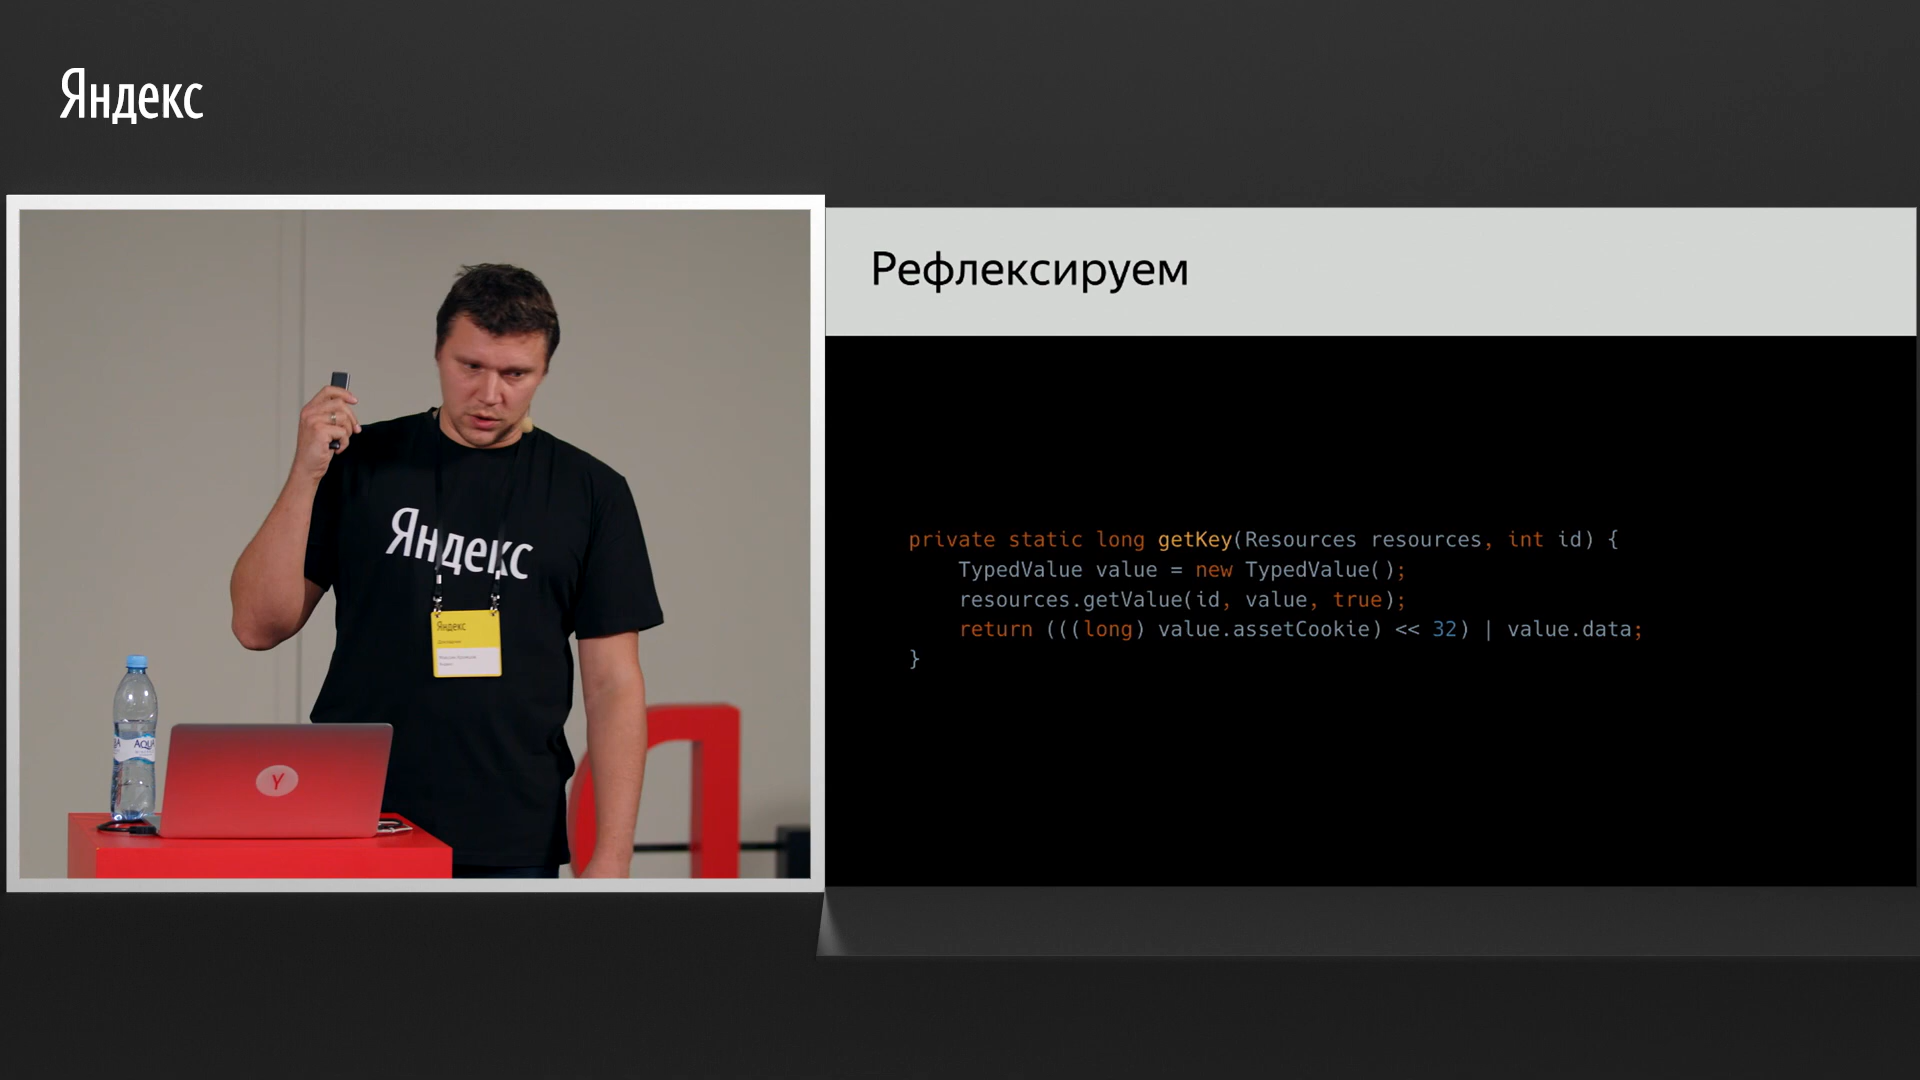 Яндекс
Рефлексируем
private static long getKey(Resources resources, int id) {
TypedValue value = new TypedValue();
resources.getValue(id, value, true);
return (((long) value.assetCookie) << 32) | value.data;
}
Яндекс
Яндекс
AQUA
Y